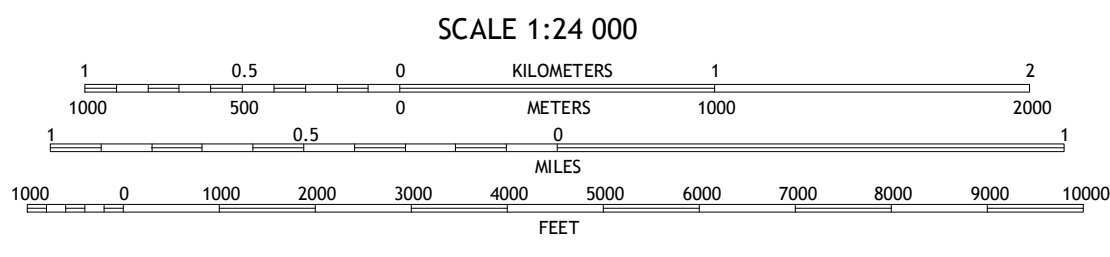 SCALE 1:24 000
1 0.5 0 KILOMETERS 1 2
1000 500 0 METERS 1000 2000
1 0.5 0 1
MILES
1000 0 1000 2000 3000 4000 5000 6000 7000 8000 9000 10000
FEET